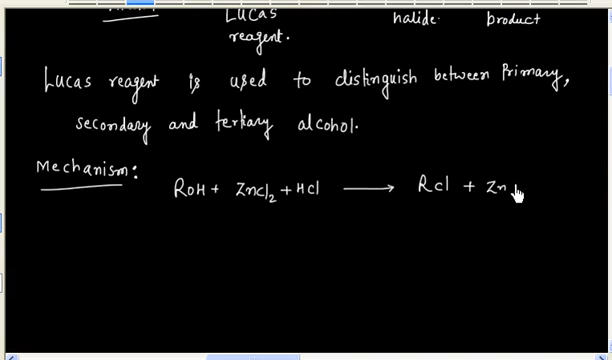 Lucas halide. product
reagent.
Lucas reagent is used to distinguish between Primary,
secondary and tertiary alcohol.
Mechanism:
ROH + ZnCl₂ + HCl ⟶ RCl + Zn